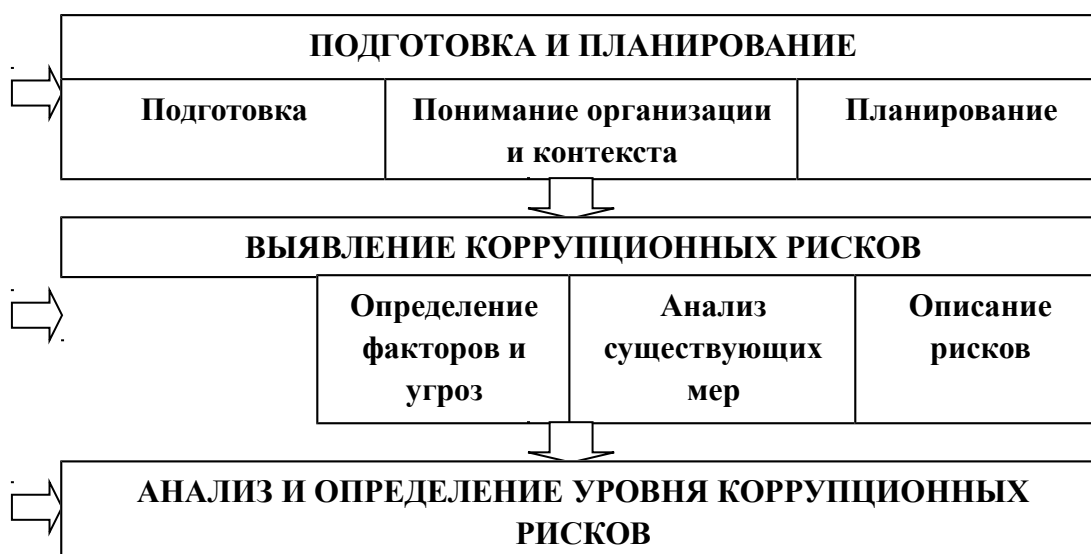 ПОДГОТОВКА И ПЛАНИРОВАНИЕ
Подготовка
Понимание организации
и контекста
Планирование
ВЫЯВЛЕНИЕ КОРРУПЦИОННЫХ РИСКОВ
Определение
факторов и
угроз
Анализ
существующих
мер
Описание
рисков
АНАЛИЗ И ОПРЕДЕЛЕНИЕ УРОВНЯ КОРРУПЦИОННЫХ
РИСКОВ